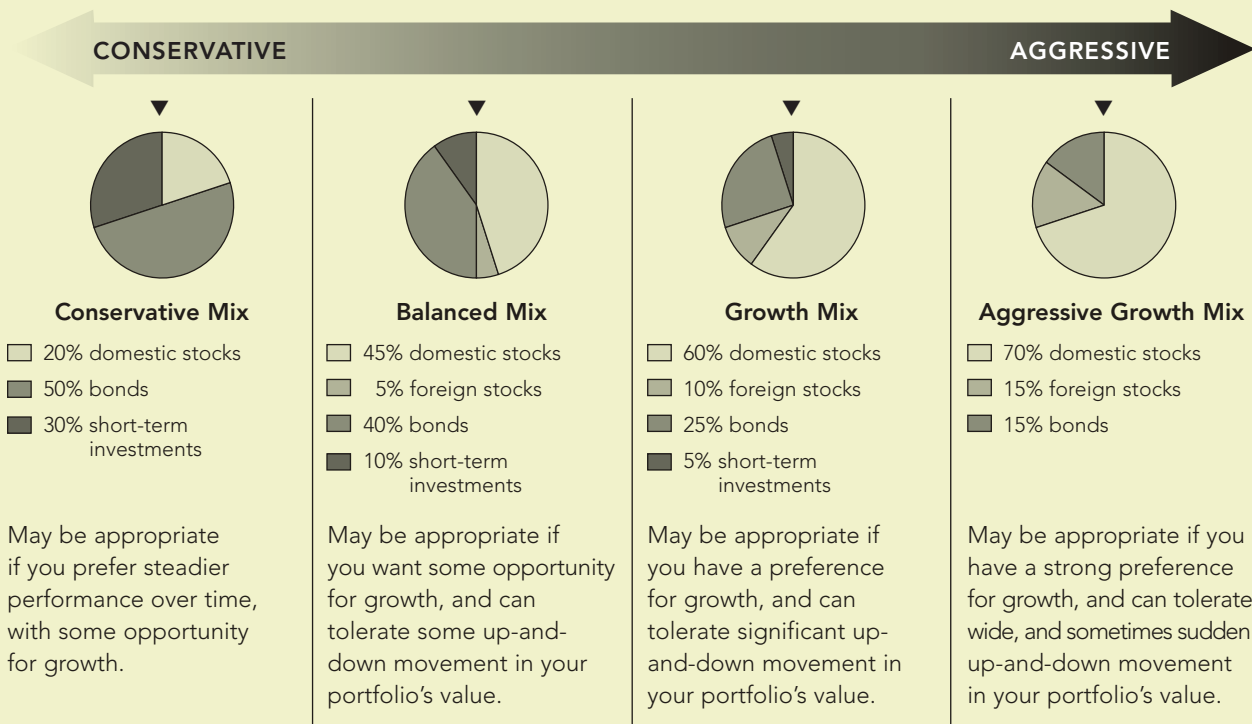 CONSERVATIVE
AGGRESSIVE
Conservative Mix
20% domestic stocks
50% bonds
30% short-term
investments
May be appropriate
if you prefer steadier
performance over time,
with some opportunity
for growth.
Balanced Mix
45% domestic stocks
5% foreign stocks
40% bonds
10% short-term
investments
May be appropriate if
you want some opportunity
for growth, and can
tolerate some up-and-
down movement in your
portfolio’s value.
Growth Mix
60% domestic stocks
10% foreign stocks
25% bonds
5% short-term
investments
May be appropriate if
you have a preference
for growth, and can
tolerate significant up-
and-down movement in
your portfolio’s value.
Aggressive Growth Mix
70% domestic stocks
15% foreign stocks
15% bonds
May be appropriate if you
have a strong preference
for growth, and can tolerate
wide, and sometimes sudden
up-and-down movement
in your portfolio’s value.